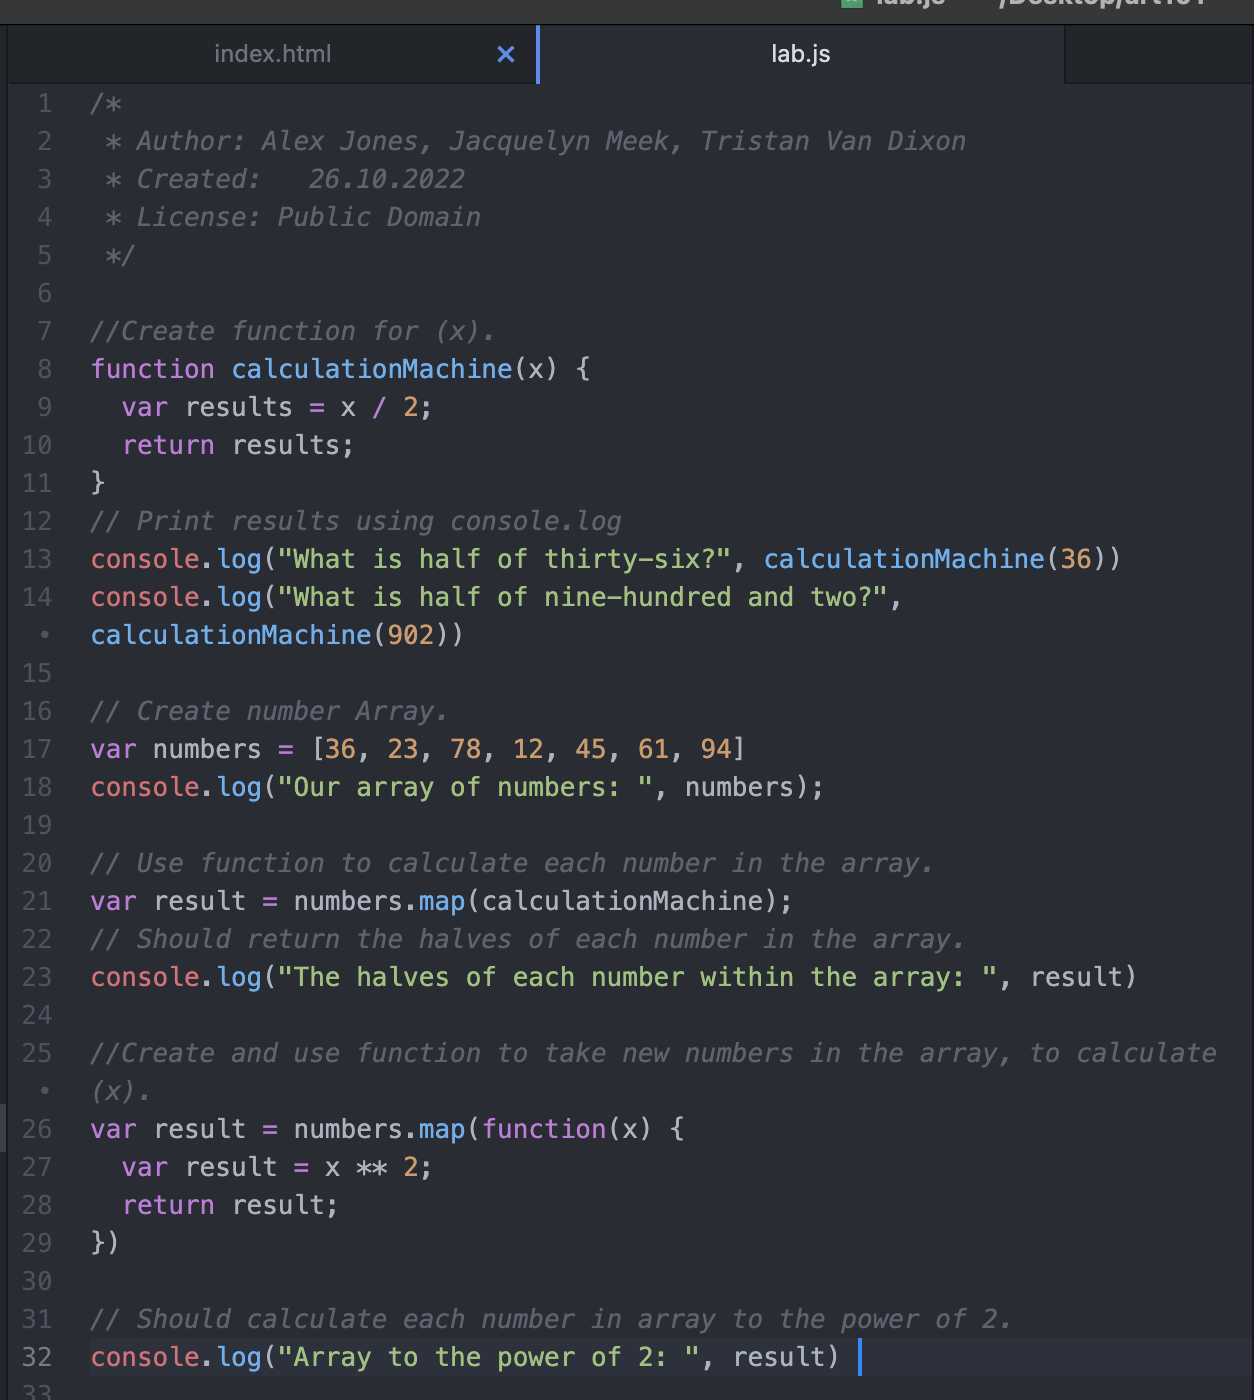 index.html
lab.js
1 /*
2 * Author: Alex Jones, Jacquelyn Meek, Tristan Van Dixon
3 * Created: 26.10.2022
4 * License: Public Domain
5 */
6
7 //Create function for (x).
8 function calculationMachine(x) {
9 var results = x / 2;
10 return results;
11 }
12 // Print results using console.log
13 console.log("What is half of thirty-six?", calculationMachine(36))
14 console.log("What is half of nine-hundred and two?",
• calculationMachine(902))
15
16 // Create number Array.
17 var numbers = [36, 23, 78, 12, 45, 61, 94]
18 console.log("Our array of numbers: ", numbers);
19
20 // Use function to calculate each number in the array.
21 var result = numbers.map(calculationMachine);
22 // Should return the halves of each number in the array.
23 console.log("The halves of each number within the array: ", result)
24
25 //Create and use function to take new numbers in the array, to calculate
• (x).
26 var result = numbers.map(function(x) {
27 var result = x ** 2;
28 return result;
29 })
30
31 // Should calculate each number in array to the power of 2.
32 console.log("Array to the power of 2: ", result)
33